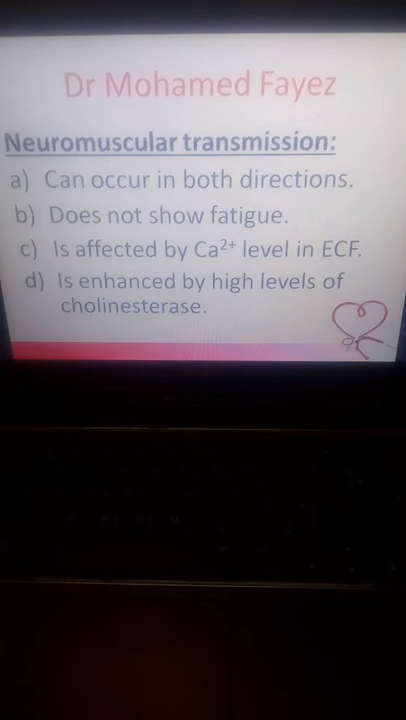 Dr Mohamed Fayez
Neuromuscular transmission:
a) Can occur in both directions.
b) Does not show fatigue.
c) Is affected by Ca²⁺ level in ECF.
d) Is enhanced by high levels of
cholinesterase.